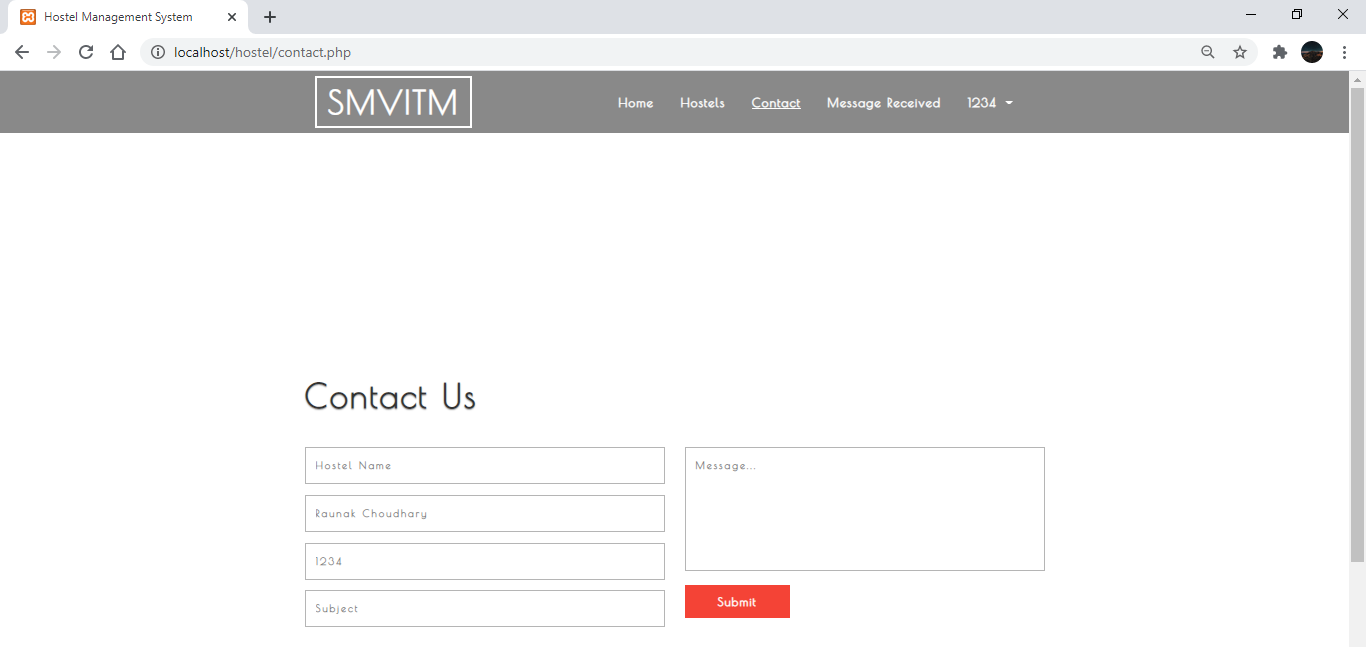 Hostel Management System
localhost/hostel/contact.php
SMVITM
Home Hostels Contact Message Received 1234
Contact Us
Hostel Name
Raunak Choudhary
1234
Subject
Message...
Submit